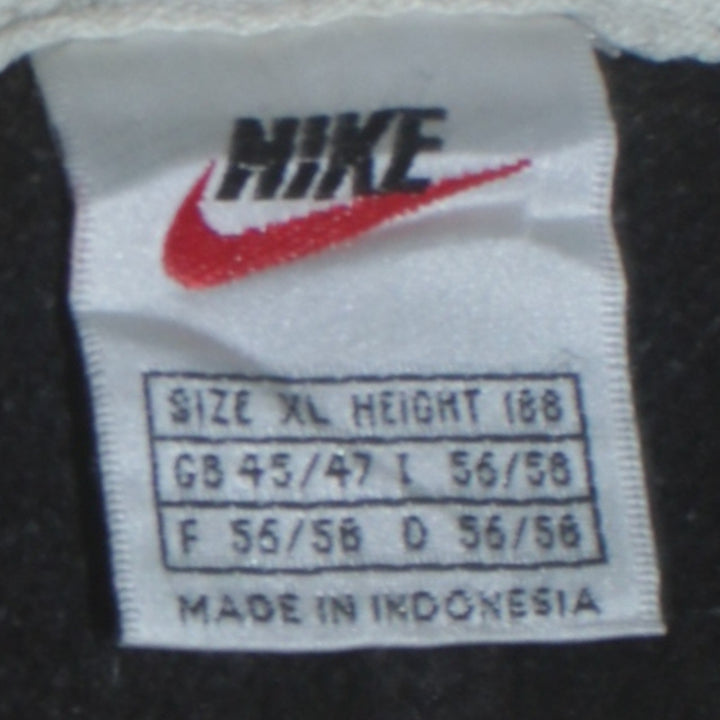 NIKE
SIZE XL HEIGHT 188
GB 45/47 I 56/58
F 56/58 D 56/58
MADE IN INDONESIA